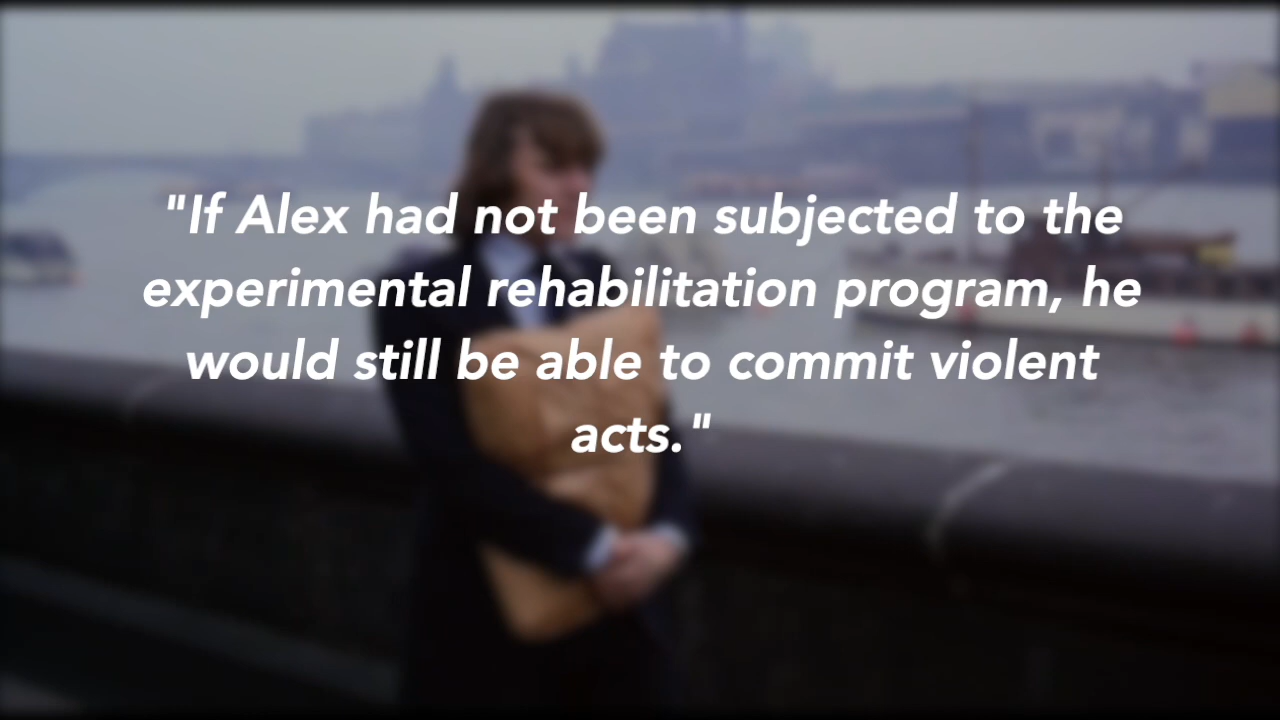 "If Alex had not been subjected to the
experimental rehabilitation program, he
would still be able to commit violent
acts."